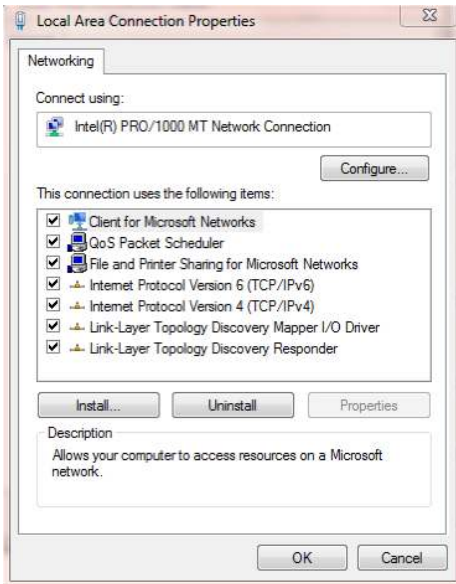 Local Area Connection Properties
Networking
Connect using:
Intel(R) PRO/1000 MT Network Connection
Configure...
This connection uses the following items:
Client for Microsoft Networks
QoS Packet Scheduler
File and Printer Sharing for Microsoft Networks
Internet Protocol Version 6 (TCP/IPv6)
Internet Protocol Version 4 (TCP/IPv4)
Link-Layer Topology Discovery Mapper I/O Driver
Link-Layer Topology Discovery Responder
Install... Uninstall Properties
Description
Allows your computer to access resources on a Microsoft
network.
OK Cancel